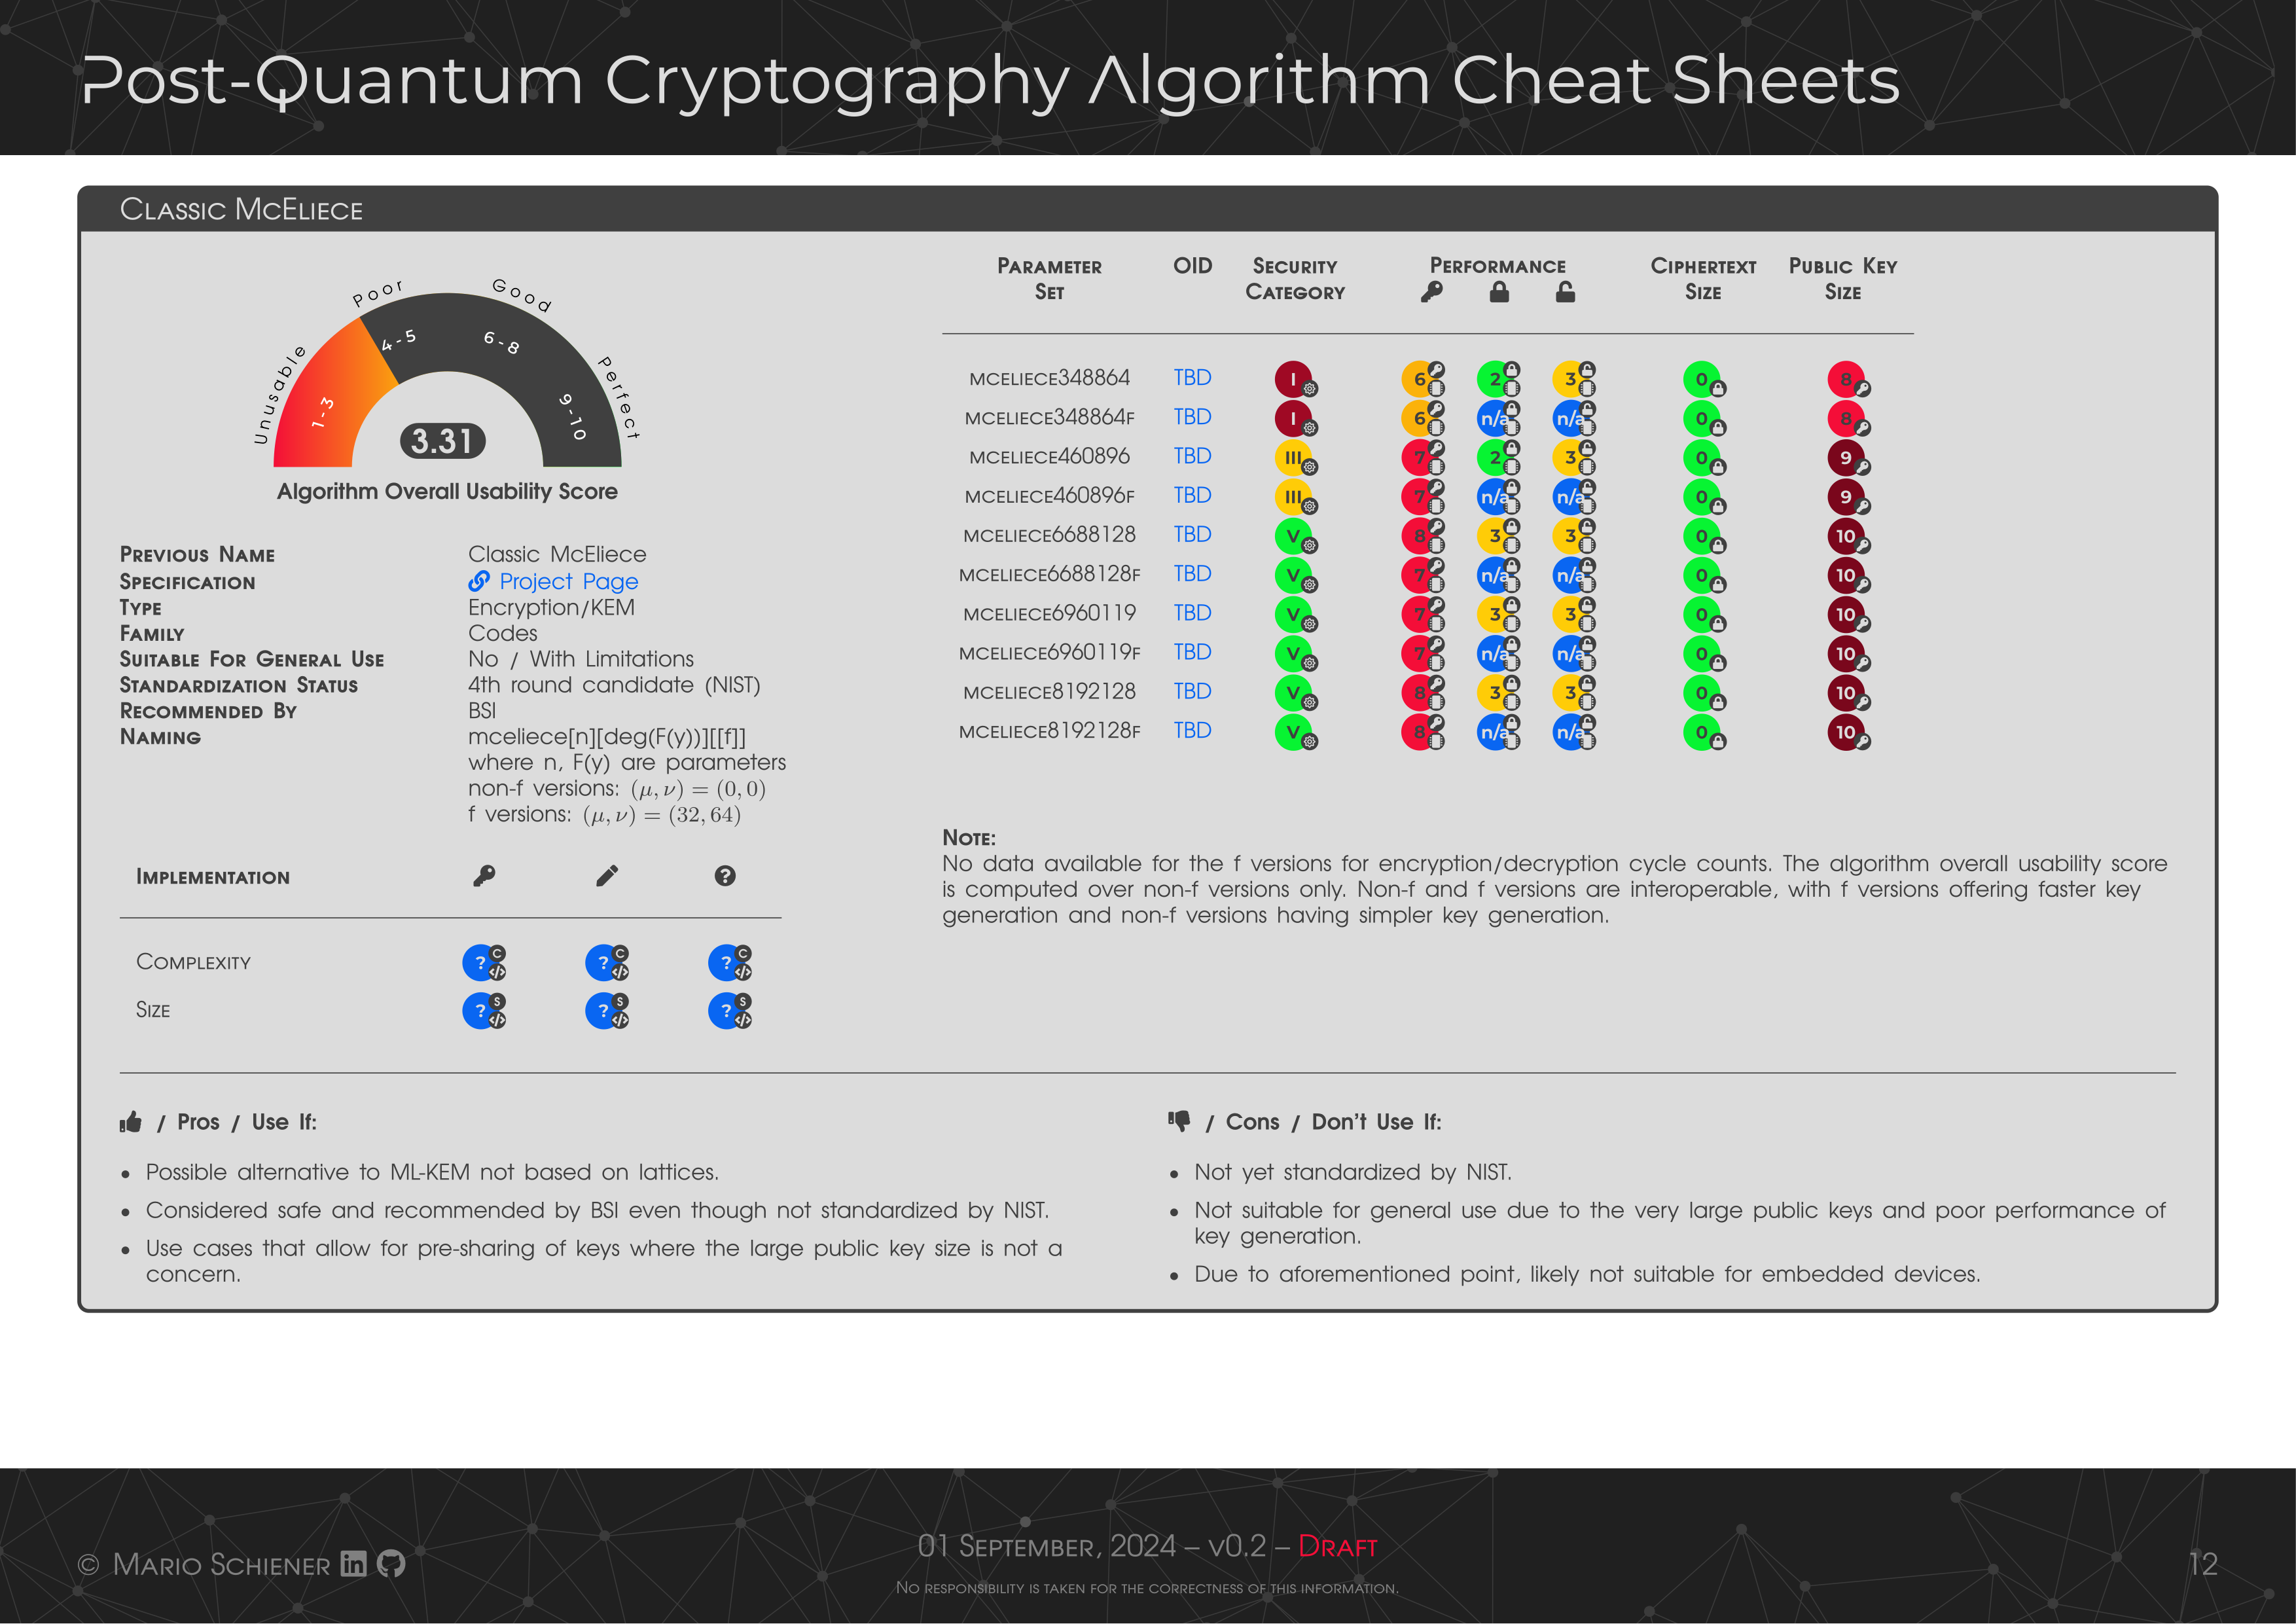 Post-Quantum Cryptography Algorithm Cheat Sheets
Classic McEliece
Unusable
Poor
Good
Perfect
1-3
4-5
6-8
9-10
3.31
Algorithm Overall Usability Score
Previous Name Classic McEliece
Specification Project Page
Type Encryption/KEM
Family Codes
Suitable For General Use No / With Limitations
Standardization Status 4th round candidate (NIST)
Recommended By BSI
Naming mceliece[n][deg(F(y))][[f]]
where n, F(y) are parameters
non-f versions: (μ, ν) = (0, 0)
f versions: (μ, ν) = (32, 64)
Implementation ?
Complexity ? C </> ? C </> ? C </>
Size ? S </> ? S </> ? S </>
Parameter OID Security Performance Ciphertext Public Key
Set Category Size Size
mceliece348864 TBD I 6 2 3 0 8
mceliece348864f TBD I 6 n/a n/a 0 8
mceliece460896 TBD III 7 2 3 0 9
mceliece460896f TBD III 7 n/a n/a 0 9
mceliece6688128 TBD V 8 3 3 0 10
mceliece6688128f TBD V 7 n/a n/a 0 10
mceliece6960119 TBD V 7 3 3 0 10
mceliece6960119f TBD V 7 n/a n/a 0 10
mceliece8192128 TBD V 8 3 3 0 10
mceliece8192128f TBD V 8 n/a n/a 0 10
Note:
No data available for the f versions for encryption/decryption cycle counts. The algorithm overall usability score
is computed over non-f versions only. Non-f and f versions are interoperable, with f versions offering faster key
generation and non-f versions having simpler key generation.
/ Pros / Use If:
• Possible alternative to ML-KEM not based on lattices.
• Considered safe and recommended by BSI even though not standardized by NIST.
• Use cases that allow for pre-sharing of keys where the large public key size is not a
concern.
/ Cons / Don't Use If:
• Not yet standardized by NIST.
• Not suitable for general use due to the very large public keys and poor performance of
key generation.
• Due to aforementioned point, likely not suitable for embedded devices.
© Mario Schiener in
01 September, 2024 – v0.2 – Draft
No responsibility is taken for the correctness of this information.
12